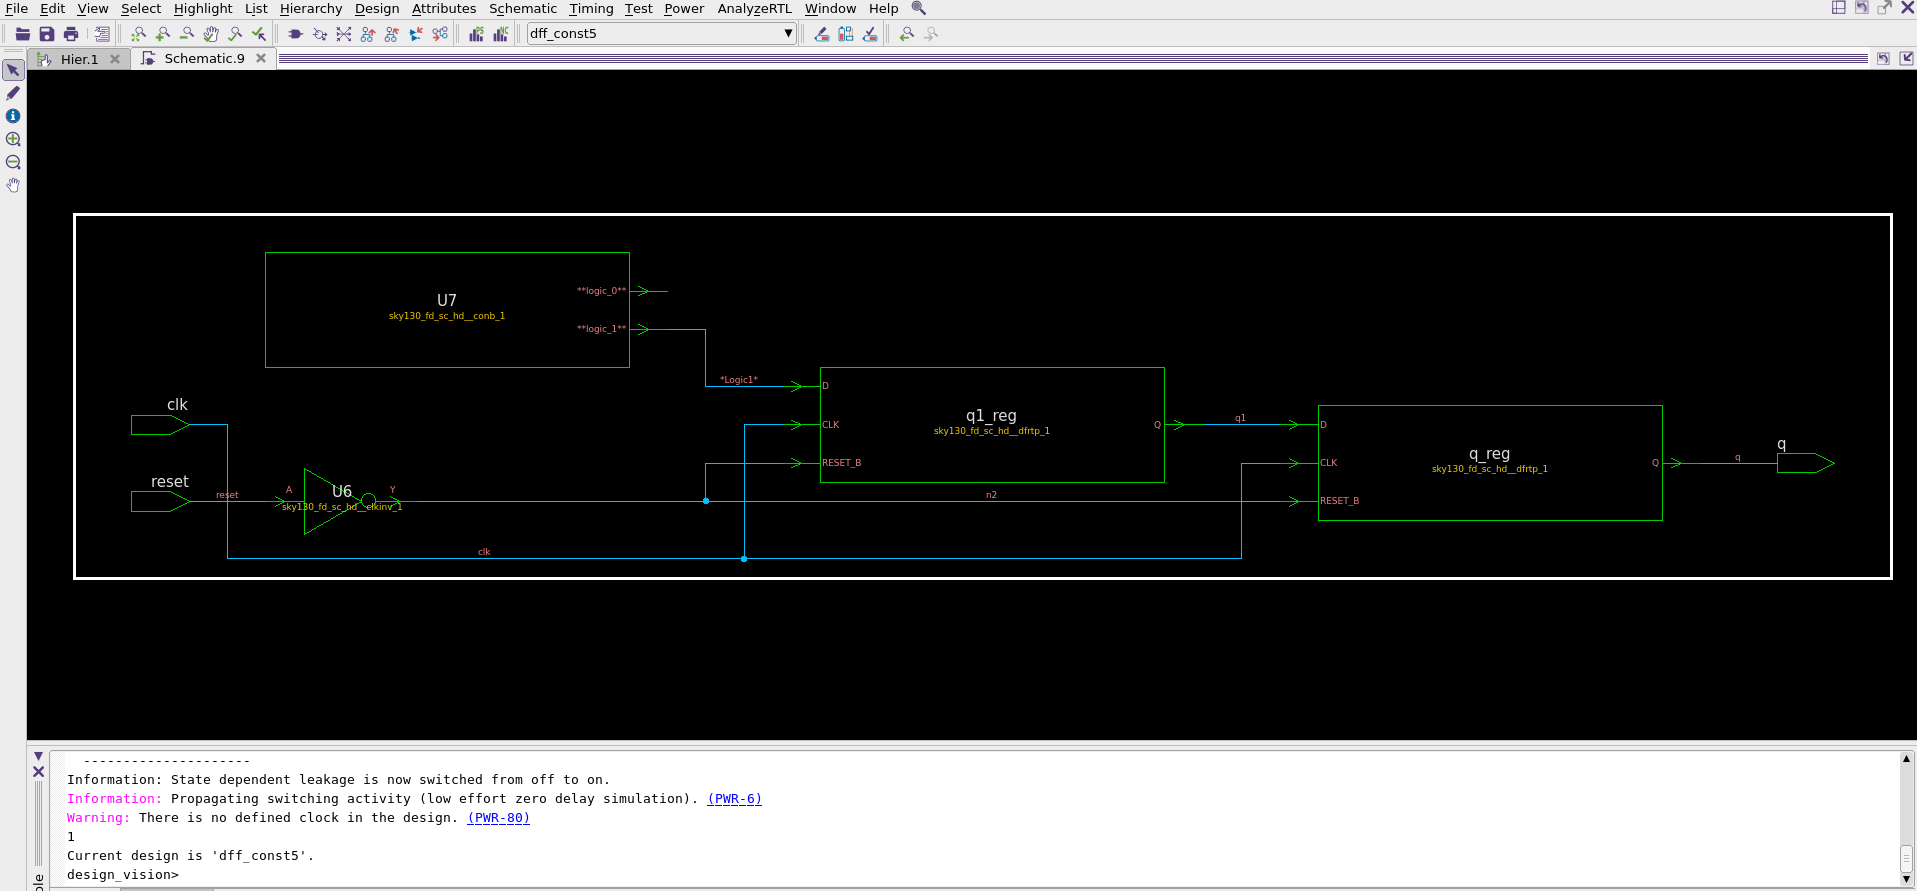 File Edit View Select Highlight List Hierarchy Design Attributes Schematic Timing Test Power AnalyzeRTL Window Help
dff_const5
Hier.1 Schematic.9
**logic_0**
U7
sky130_fd_sc_hd__conb_1
**logic_1**
*Logic1* D
clk
q1_reg
sky130_fd_sc_hd__dfrtp_1
CLK Q q1 D
q
q_reg
sky130_fd_sc_hd__dfrtp_1
RESET_B CLK Q q
reset
reset A U6 Y n2
sky130_fd_sc_hd__clkinv_1 RESET_B
clk
---------------------
Information: State dependent leakage is now switched from off to on.
Information: Propagating switching activity (low effort zero delay simulation). (PWR-6)
Warning: There is no defined clock in the design. (PWR-80)
1
Current design is 'dff_const5'.
design_vision>